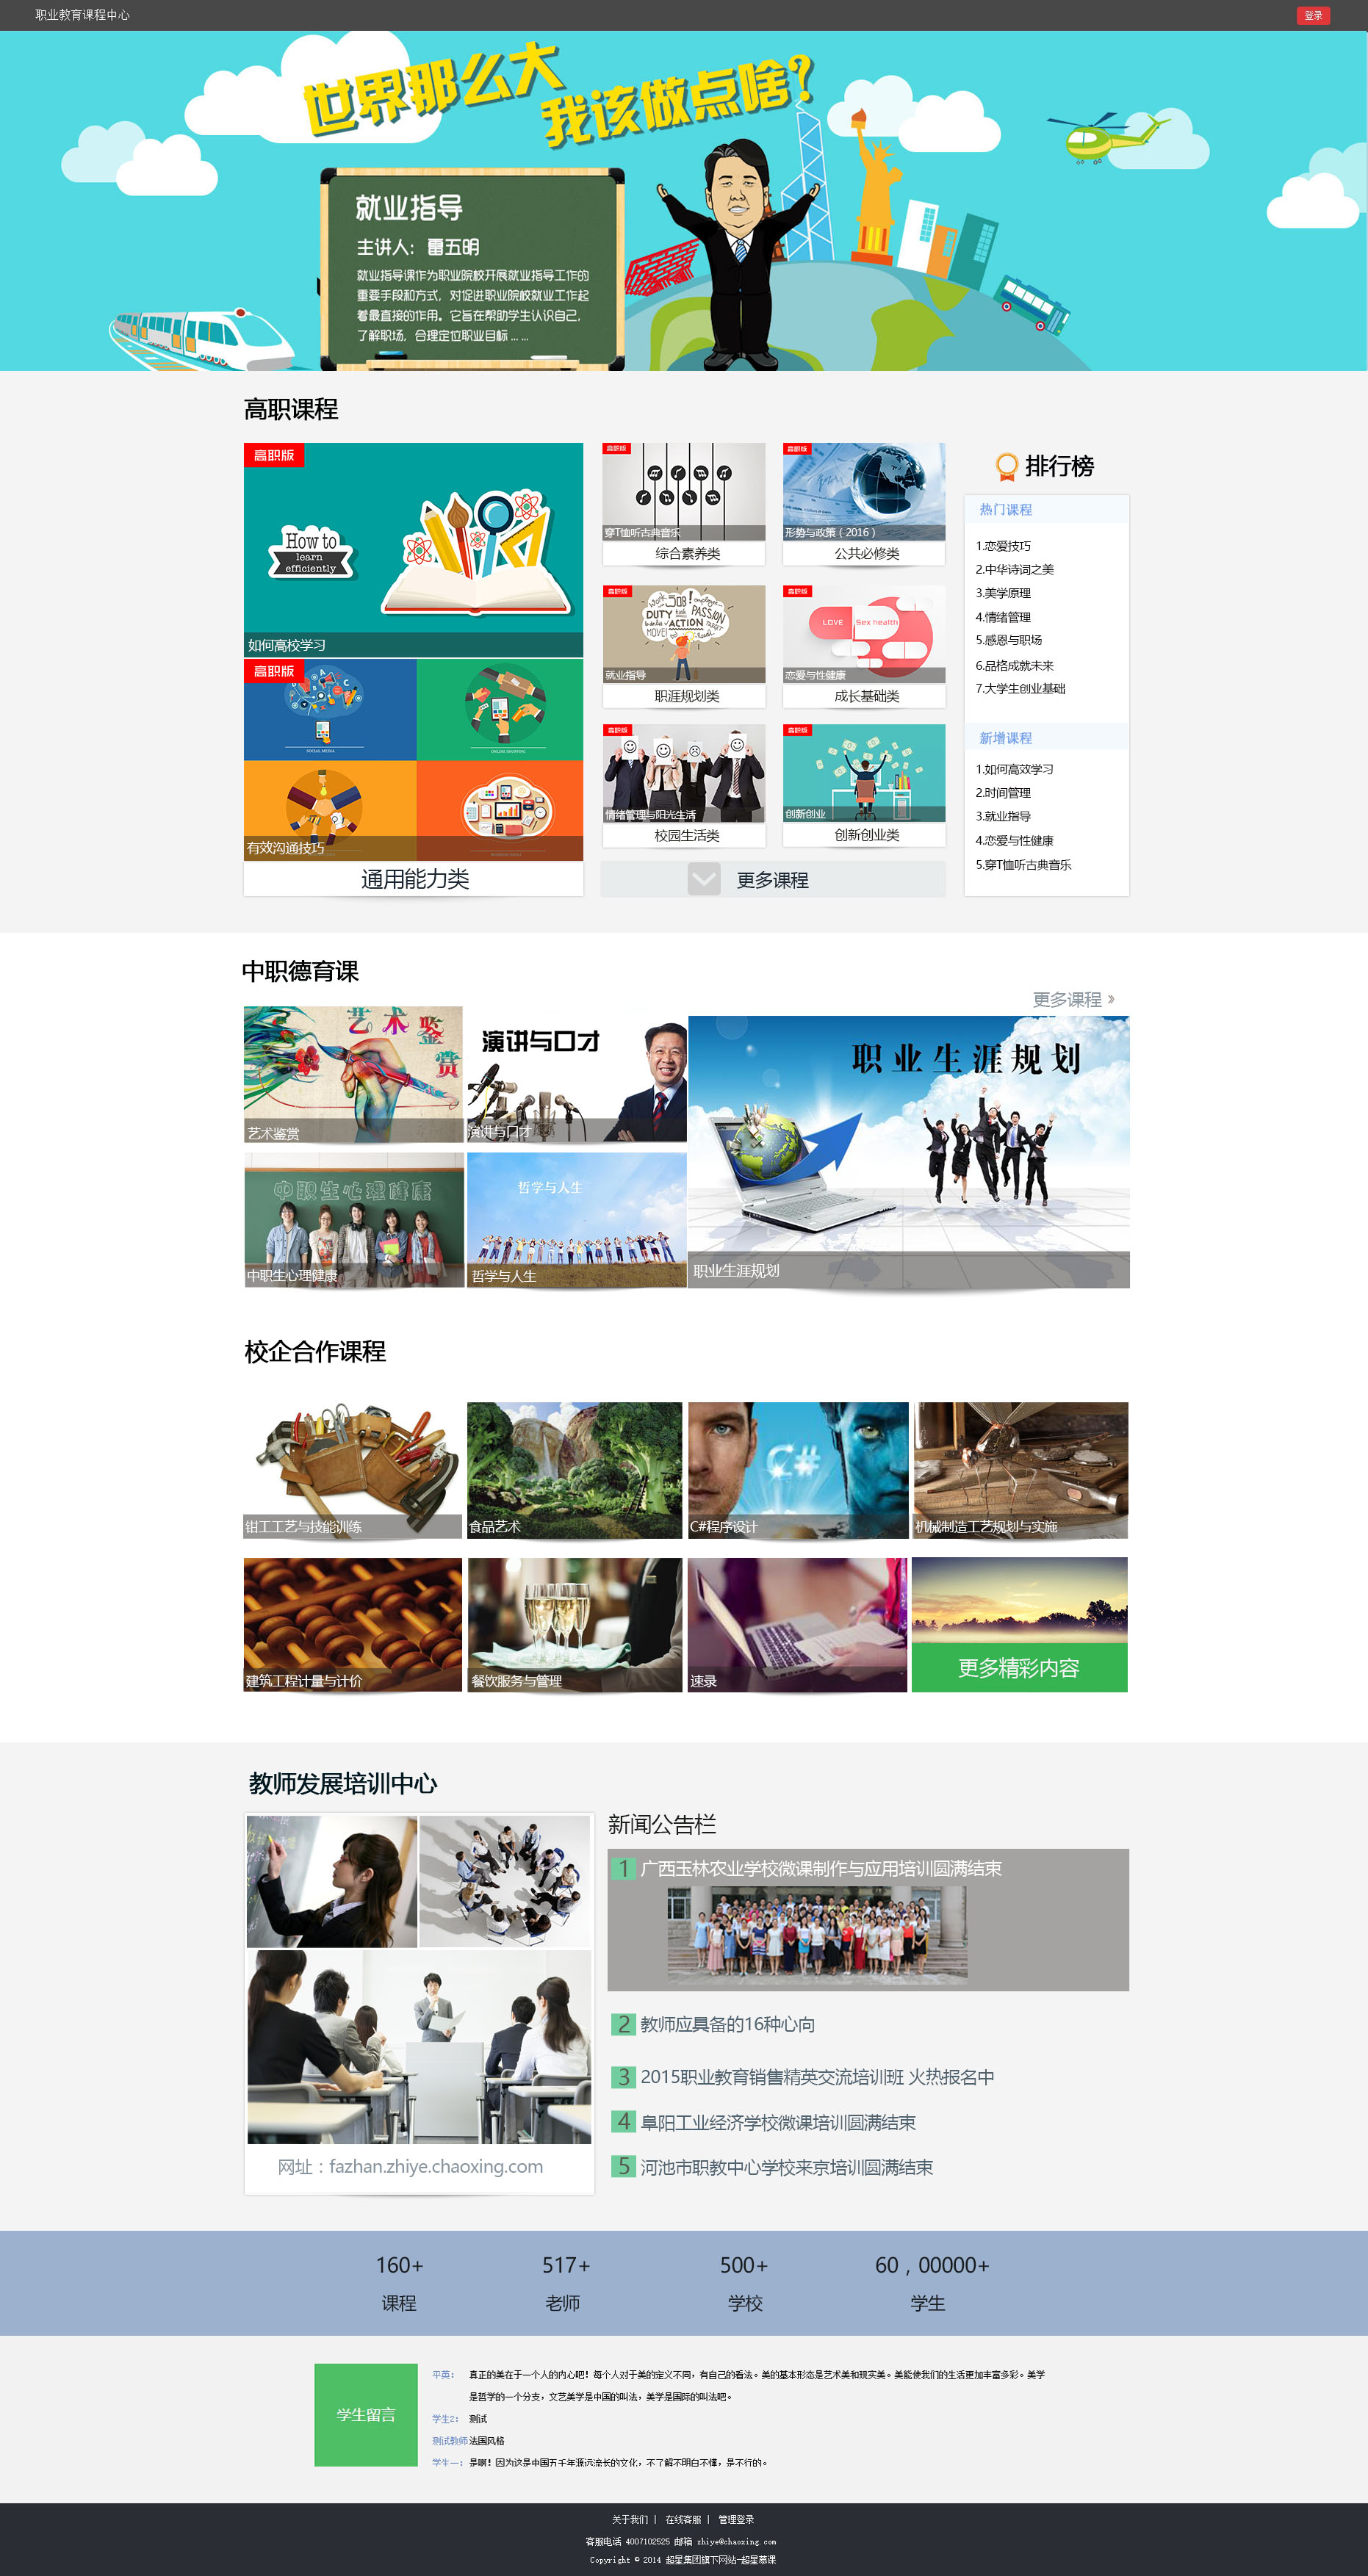 职业教育课程中心
登录
世界那么大
我该做点啥？
就业指导
主讲人：雷五明
就业指导课作为职业院校开展就业指导工作的
重要手段和方式，对促进职业院校就业工作起
着最直接的作用。它旨在帮助学生认识自己，
了解职场，合理定位职业目标 ... ...
高职课程
高职版
How to
learn
efficiently
如何高校学习
高职版
SOCIAL MEDIA
ONLINE SHOPPING
有效沟通技巧
通用能力类
高职版
穿T恤听古典音乐
综合素养类
高职版
形势与政策（2016）
公共必修类
高职版
JOB!
DUTY
PASSION
ACTION
MOVE!
就业指导
职涯规划类
高职版
LOVE
Sex health
恋爱与性健康
成长基础类
高职版
情绪管理与阳光生活
校园生活类
高职版
创新创业
创新创业类
更多课程
排行榜
热门课程
1.恋爱技巧
2.中华诗词之美
3.美学原理
4.情绪管理
5.感恩与职场
6.品格成就未来
7.大学生创业基础
新增课程
1.如何高效学习
2.时间管理
3.就业指导
4.恋爱与性健康
5.穿T恤听古典音乐
中职德育课
更多课程 »
艺术鉴赏
艺术鉴赏
演讲与口才
演讲与口才
职业生涯规划
职业生涯规划
中职生心理健康
中职生心理健康
哲学与人生
哲学与人生
校企合作课程
钳工工艺与技能训练
食品艺术
C#
C#程序设计
机械制造工艺规划与实施
建筑工程计量与计价
餐饮服务与管理
速录
更多精彩内容
教师发展培训中心
网址：fazhan.zhiye.chaoxing.com
新闻公告栏
1 广西玉林农业学校微课制作与应用培训圆满结束
2 教师应具备的16种心向
3 2015职业教育销售精英交流培训班 火热报名中
4 阜阳工业经济学校微课培训圆满结束
5 河池市职教中心学校来京培训圆满结束
160+ 517+ 500+ 60，00000+
课程 老师 学校 学生
学生留言
平英： 真正的美在于一个人的内心吧！每个人对于美的定义不同，有自己的看法。美的基本形态是艺术美和现实美。美能使我们的生活更加丰富多彩。美学
是哲学的一个分支，文艺美学是中国的叫法，美学是国际的叫法吧。
学生2： 测试
测试教师 法国风格
学生一： 是啊！因为这是中国五千年源远流长的文化，不了解不明白不懂，是不行的。
关于我们 | 在线客服 | 管理登录
客服电话 4007102525 邮箱 zhiye@chaoxing.com
Copyright © 2014 超星集团旗下网站-超星慕课